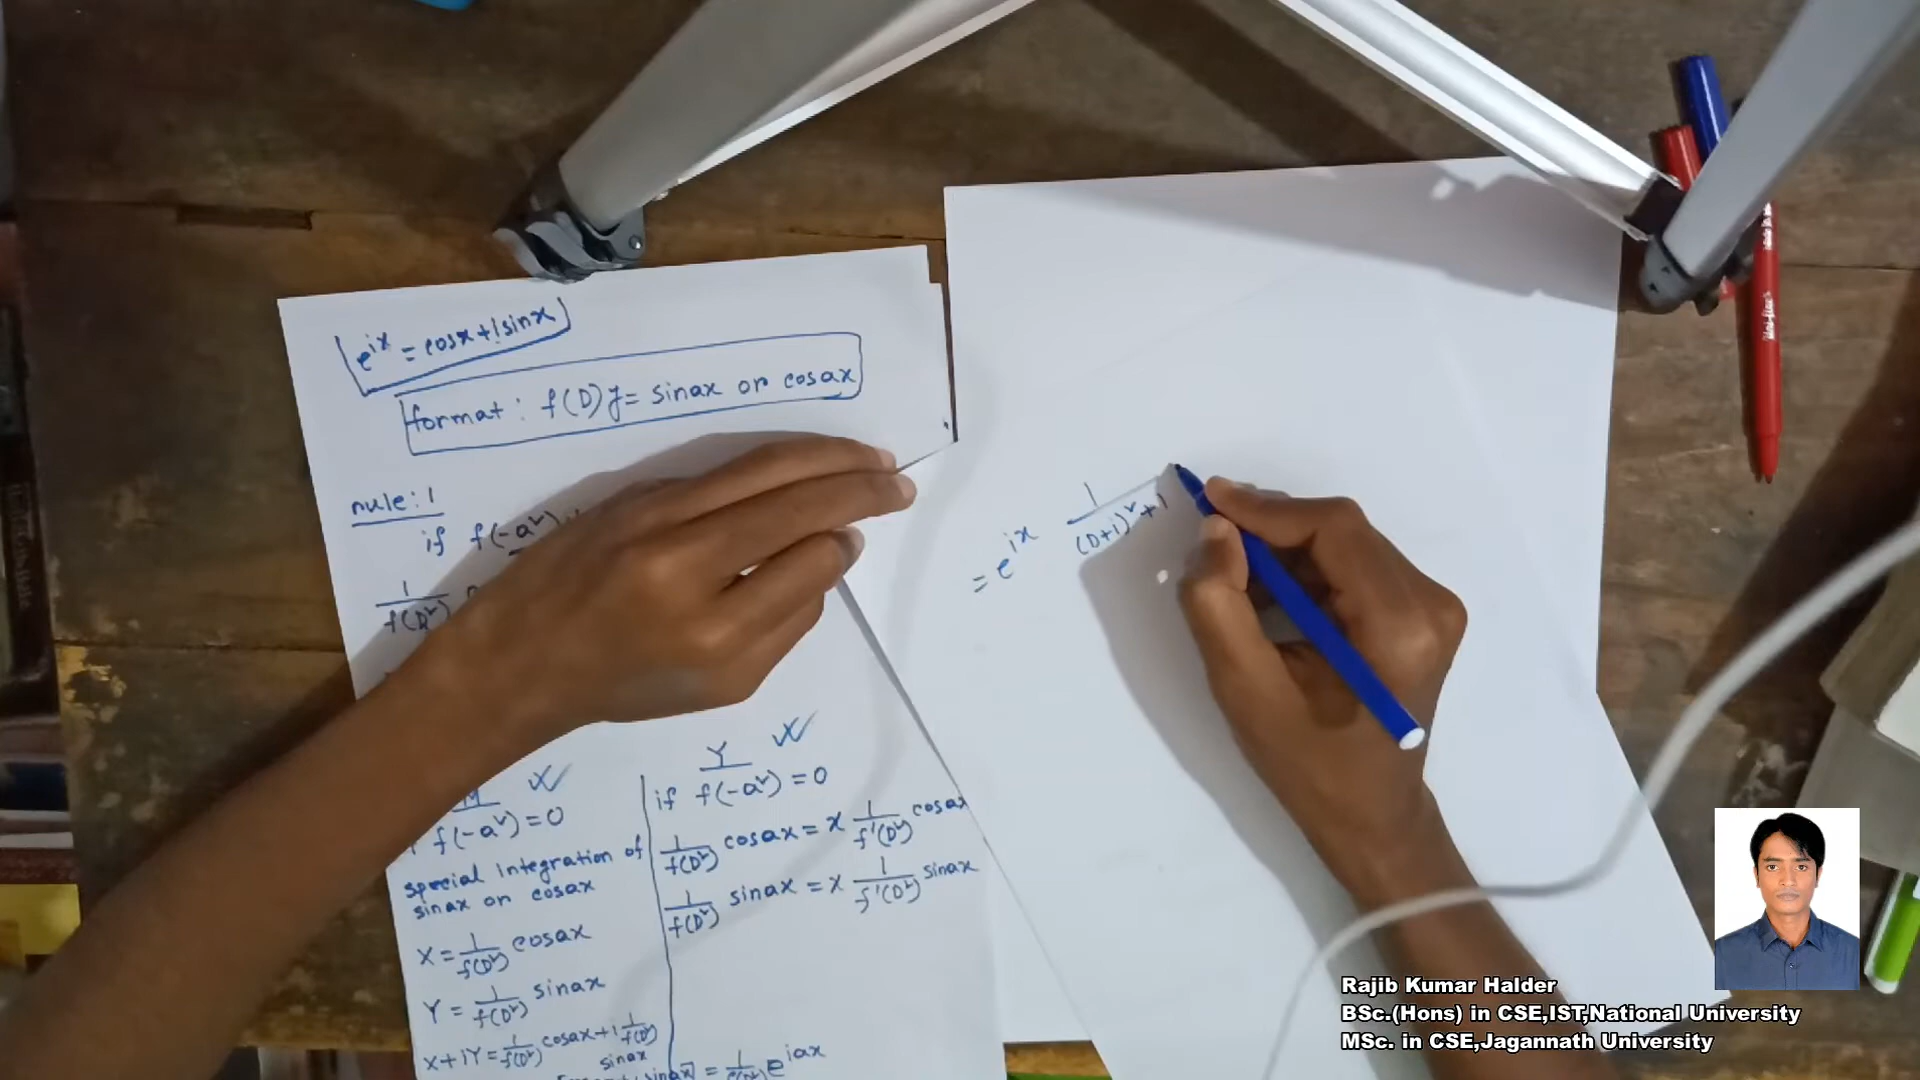 e^{ix} = cosx + i sinx
format: f(D)y = sinax or cosax
rule: 1
if f(-a²)
1/f(D²)
if f(-a²) = 0
special integration of
sinax or cosax
X = 1/f(D²) cosax
Y = 1/f(D²) sinax
X+iY = 1/f(D²) cosax + i 1/f(D²)
sinax
sinax] = 1/f(D²) e^{iax}
Y
if f(-a²) = 0
1/f(D²) cosax = x 1/f'(D²) cosax
1/f(D²) sinax = x 1/f'(D²) sinax
= e^{ix} 1/(D+i)²+1
Rajib Kumar Halder
BSc.(Hons) in CSE,IST,National University
MSc. in CSE,Jagannath University